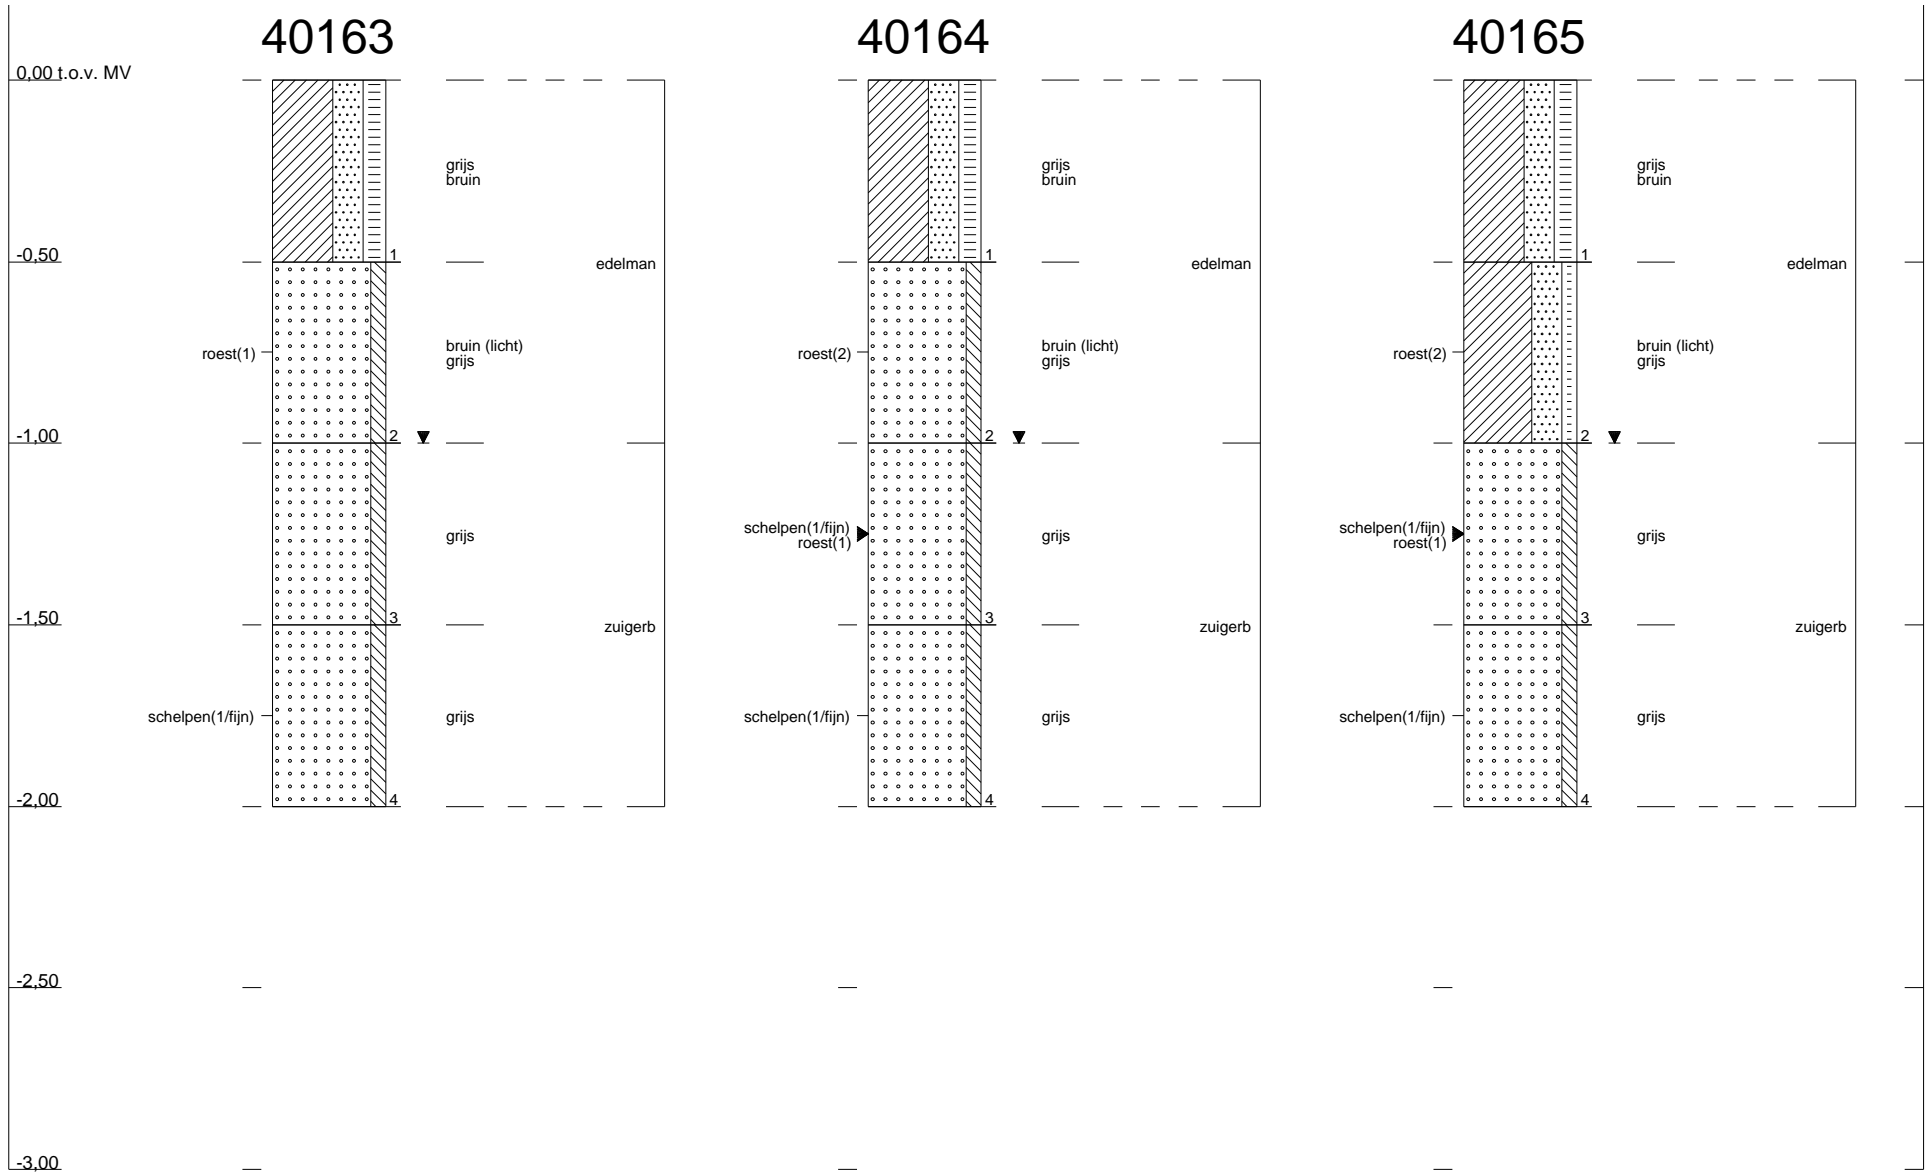 40163
40164
40165
0,00 t.o.v. MV
grijs
bruin
grijs
bruin
grijs
bruin
1
1
1
-0,50
edelman
edelman
edelman
roest(1)
bruin (licht)
grijs
roest(2)
bruin (licht)
grijs
roest(2)
bruin (licht)
grijs
-1,00
2
2
2
grijs
schelpen(1/fijn)
roest(1)
grijs
schelpen(1/fijn)
roest(1)
grijs
-1,50
3
3
3
zuigerb
zuigerb
zuigerb
schelpen(1/fijn)
grijs
schelpen(1/fijn)
grijs
schelpen(1/fijn)
grijs
-2,00
4
4
4
-2,50
-3,00